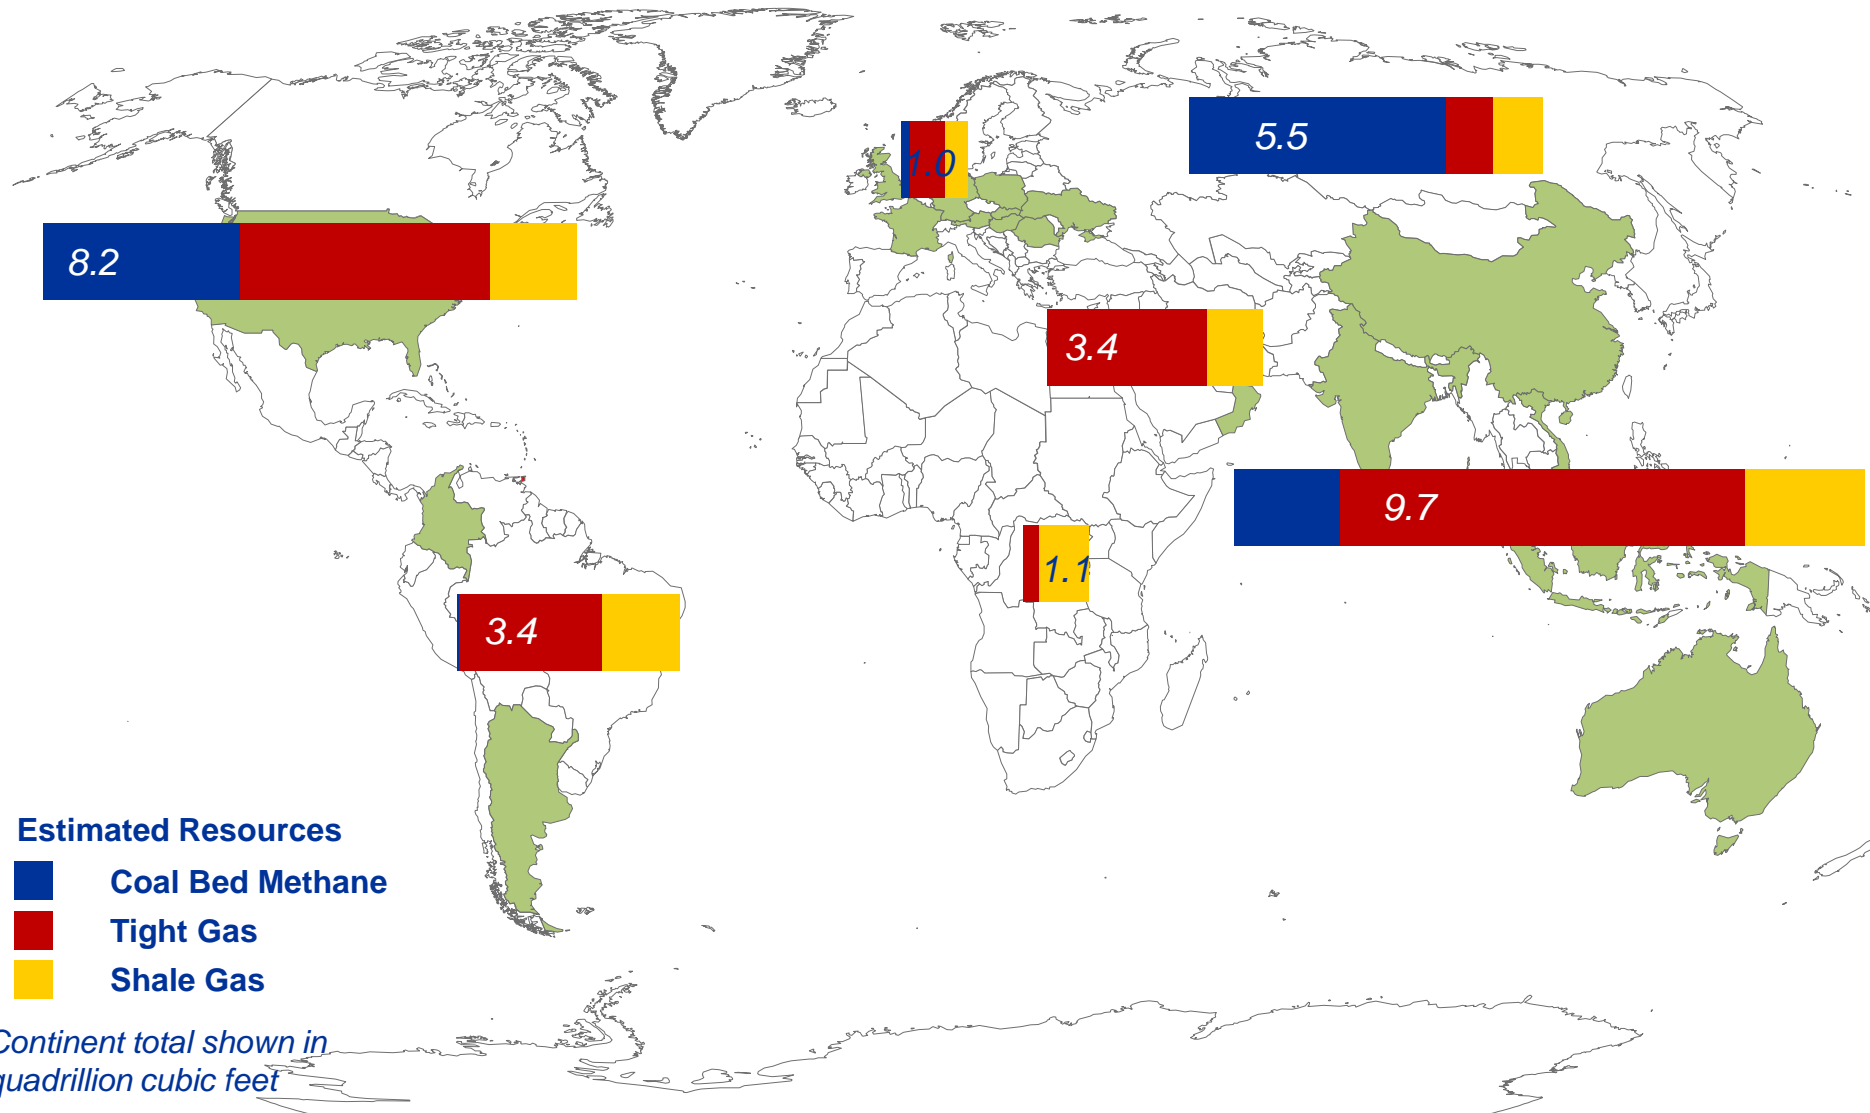 5.5
1.0
8.2
3.4
9.7
1.1
3.4
Estimated Resources
Coal Bed Methane
Tight Gas
Shale Gas
Continent total shown in
quadrillion cubic feet